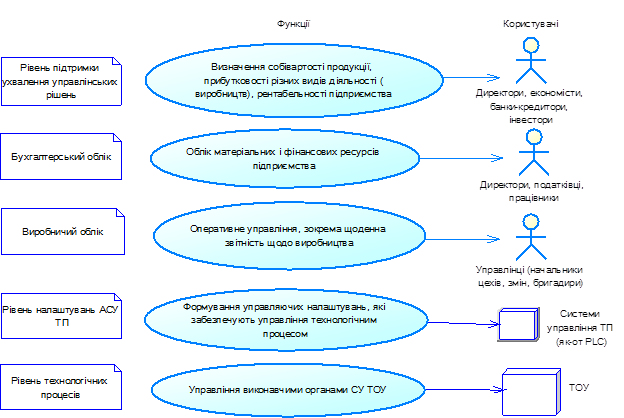 Функції
Користувачі
Рівень підтримки
ухвалення управлінських
рішень
Визначення собівартості продукції,
прибутковості різних видів діяльності (
виробництв), рентабельності підприємства
Директори, економісти,
банки-кредитори,
інвестори
Бухгалтерський облік
Облік матеріальних і фінансових ресурсів
підприємства
Директори, податківці,
працівники
Виробничий облік
Оперативне управління, зокрема щоденна
звітність щодо виробництва
Управлінці (начальники
цехів, змін, бригадири)
Рівень налаштувань АСУ
ТП
Формування управляючих налаштувань, які
забезпечують управління технологічним
процесом
Системи
управління ТП
(як-от PLC)
Рівень технологічних
процесів
Управління виконавчими органами СУ ТОУ
ТОУ